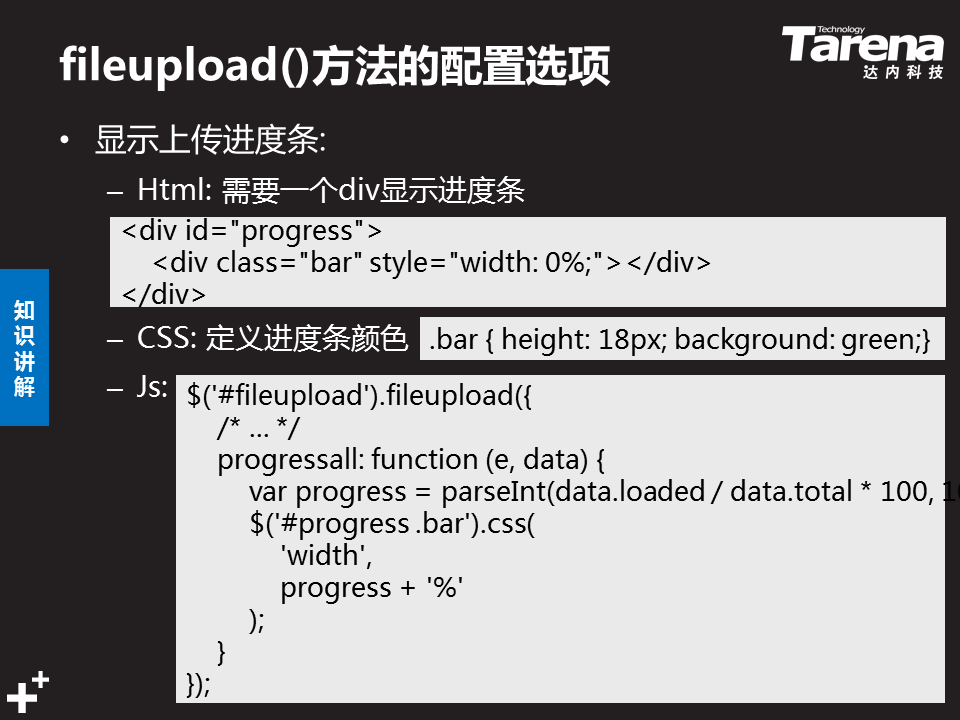 fileupload()方法的配置选项
Technology
Tarena
达内科技
• 显示上传进度条:
– Html: 需要一个div显示进度条
<div id="progress">
    <div class="bar" style="width: 0%;"></div>
</div>
– CSS: 定义进度条颜色
.bar { height: 18px; background: green;}
知识讲解
– Js:
$('#fileupload').fileupload({
    /* ... */
    progressall: function (e, data) {
        var progress = parseInt(data.loaded / data.total * 100, 1
        $('#progress .bar').css(
            'width',
            progress + '%'
        );
    }
});